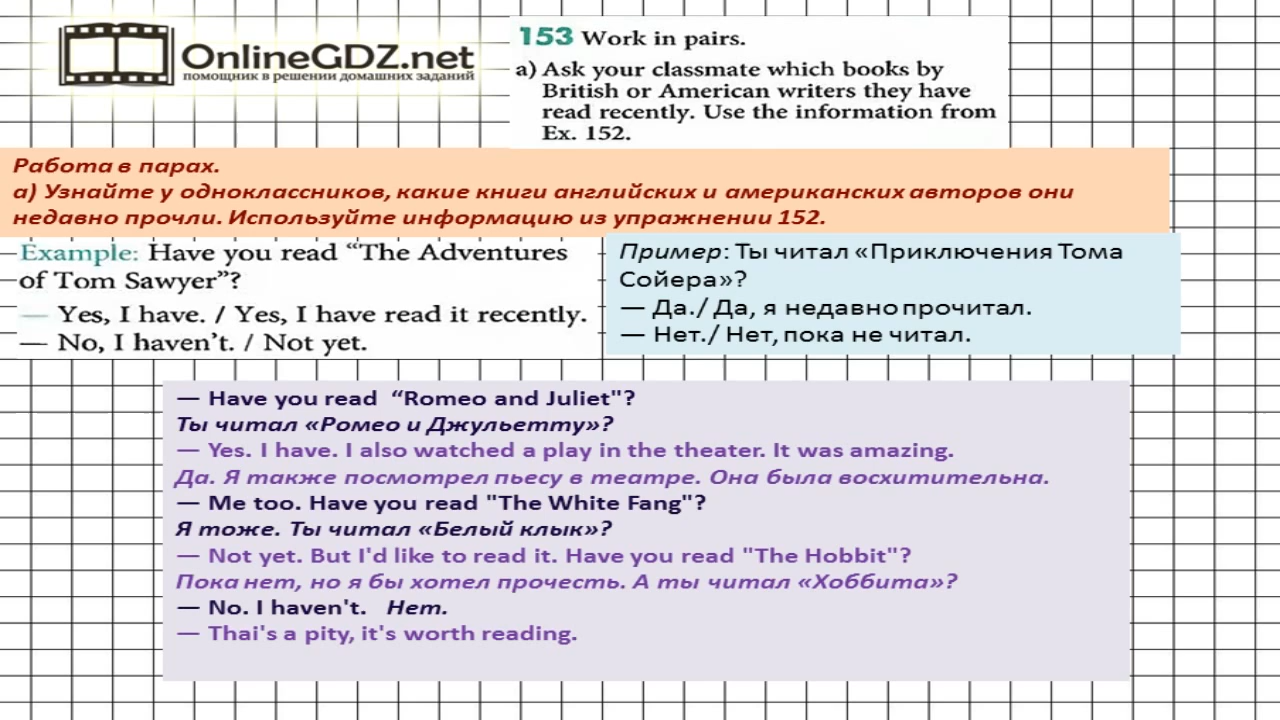 OnlineGDZ.net
помощник в решении домашних заданий
153 Work in pairs.
a) Ask your classmate which books by
British or American writers they have
read recently. Use the information from
Ex. 152.
Работа в парах.
а) Узнайте у одноклассников, какие книги английских и американских авторов они
недавно прочли. Используйте информацию из упражнении 152.
Example: Have you read “The Adventures
of Tom Sawyer”?
— Yes, I have. / Yes, I have read it recently.
— No, I haven’t. / Not yet.
Пример: Ты читал «Приключения Тома
Сойера»?
— Да./ Да, я недавно прочитал.
— Нет./ Нет, пока не читал.
— Have you read “Romeo and Juliet"?
Ты читал «Ромео и Джульетту»?
— Yes. I have. I also watched a play in the theater. It was amazing.
Да. Я также посмотрел пьесу в театре. Она была восхитительна.
— Me too. Have you read "The White Fang"?
Я тоже. Ты читал «Белый клык»?
— Not yet. But I'd like to read it. Have you read "The Hobbit"?
Пока нет, но я бы хотел прочесть. А ты читал «Хоббита»?
— No. I haven't. Нет.
— Thai's a pity, it's worth reading.